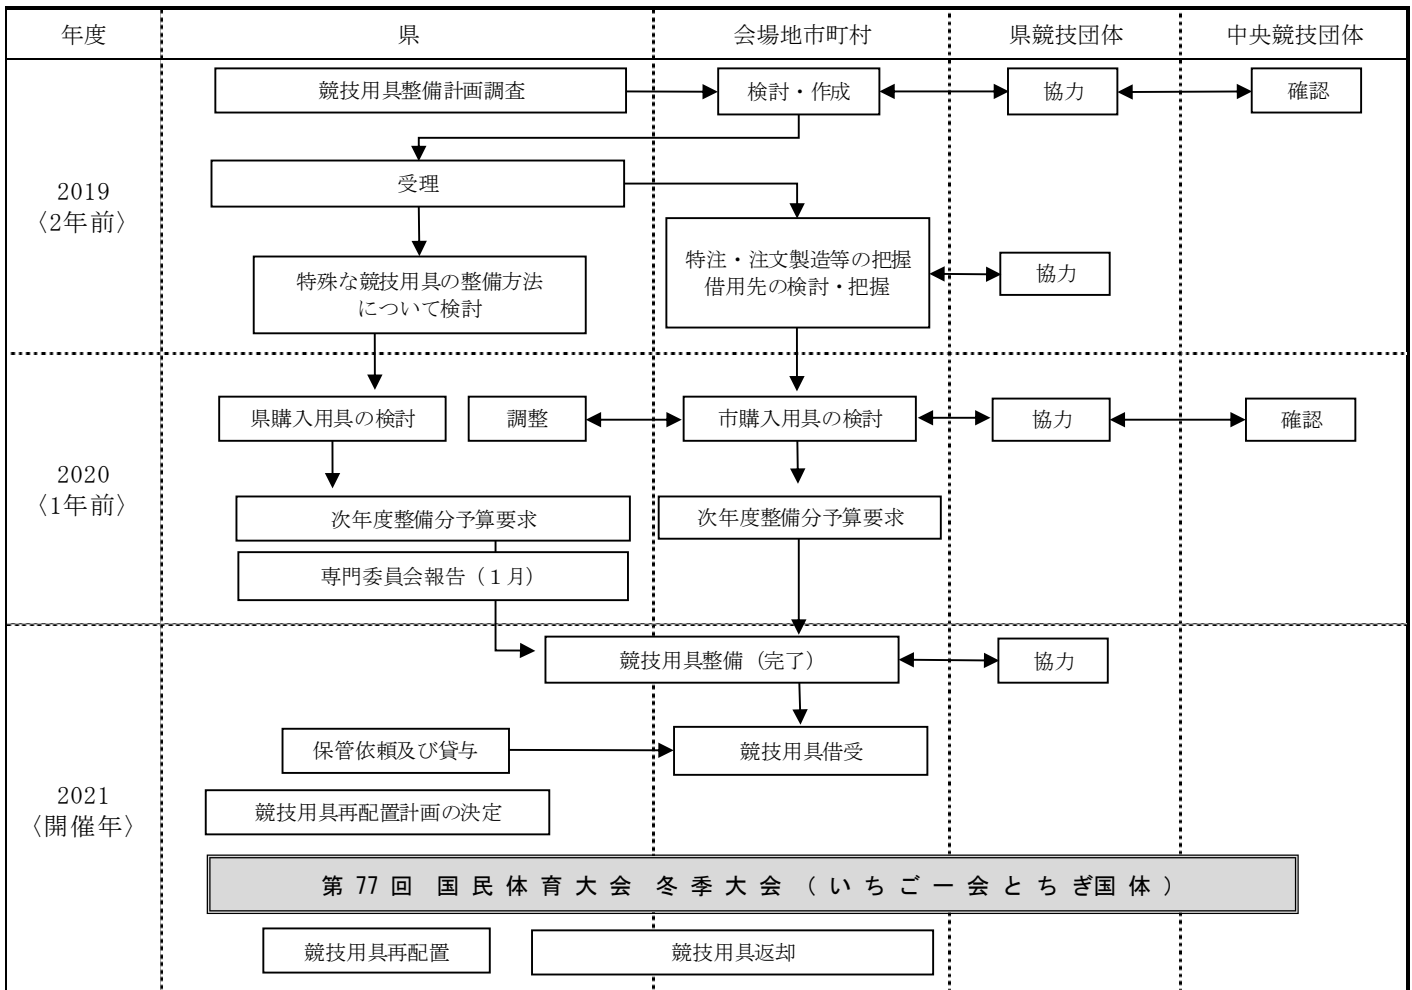 年度
県
会場地市町村
県競技団体
中央競技団体
2019
〈2年前〉
競技用具整備計画調査
検討・作成
協力
確認
受理
特殊な競技用具の整備方法
について検討
特注・注文製造等の把握
借用先の検討・把握
協力
2020
〈1年前〉
県購入用具の検討
調整
市購入用具の検討
協力
確認
次年度整備分予算要求
次年度整備分予算要求
専門委員会報告（１月）
2021
〈開催年〉
競技用具整備（完了）
協力
保管依頼及び貸与
競技用具借受
競技用具再配置計画の決定
第 77 回 国 民 体 育 大 会 冬 季 大 会 （ い ち ご 一 会 と ち ぎ国 体 ）
競技用具再配置
競技用具返却